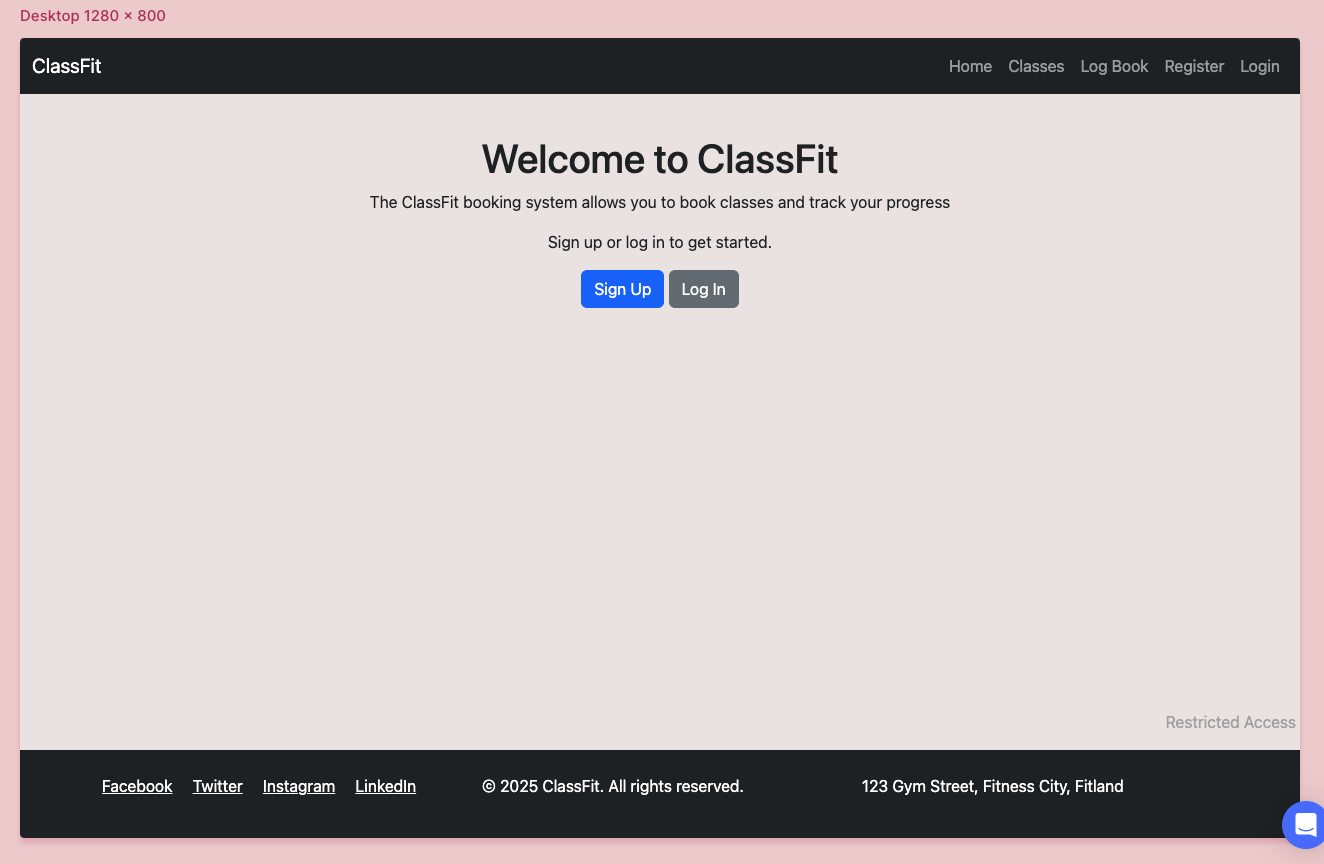 Desktop 1280 × 800
ClassFit
Home Classes Log Book Register Login
Welcome to ClassFit
The ClassFit booking system allows you to book classes and track your progress
Sign up or log in to get started.
Sign Up Log In
Restricted Access
Facebook Twitter Instagram LinkedIn © 2025 ClassFit. All rights reserved. 123 Gym Street, Fitness City, Fitland